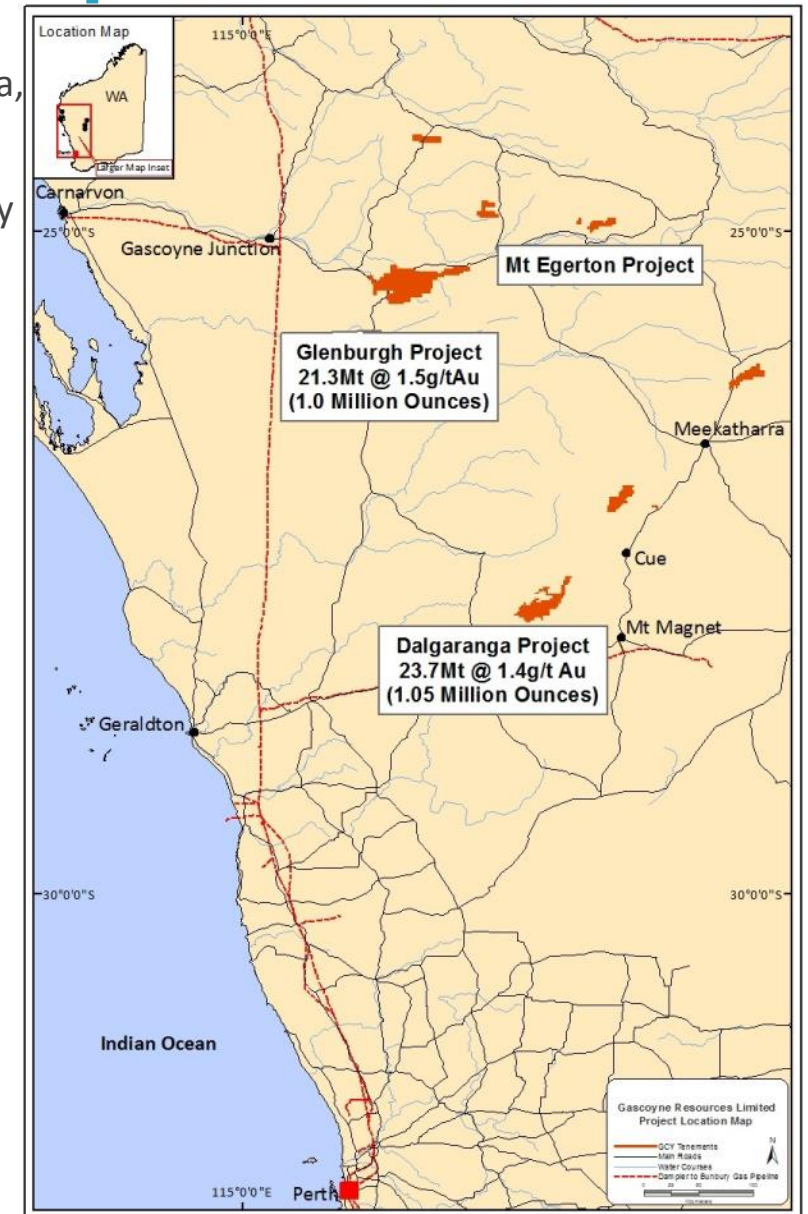 a,
y
Location Map
WA
Perth
Larger Map Inset
115°0'0"E
Carnarvon
25°0'0"S
25°0'0"S
Gascoyne Junction
Mt Egerton Project
Glenburgh Project
21.3Mt @ 1.5g/tAu
(1.0 Million Ounces)
Meekatharra
Cue
Mt Magnet
Dalgaranga Project
23.7Mt @ 1.4g/t Au
(1.05 Million Ounces)
Geraldton
30°0'0"S
30°0'0"S
Indian Ocean
Gascoyne Resources Limited
Project Location Map
N
GCY Tenements
Main Roads
Water Courses
Dampier to Bunbury Gas Pipeline
115°0'0"E
Perth